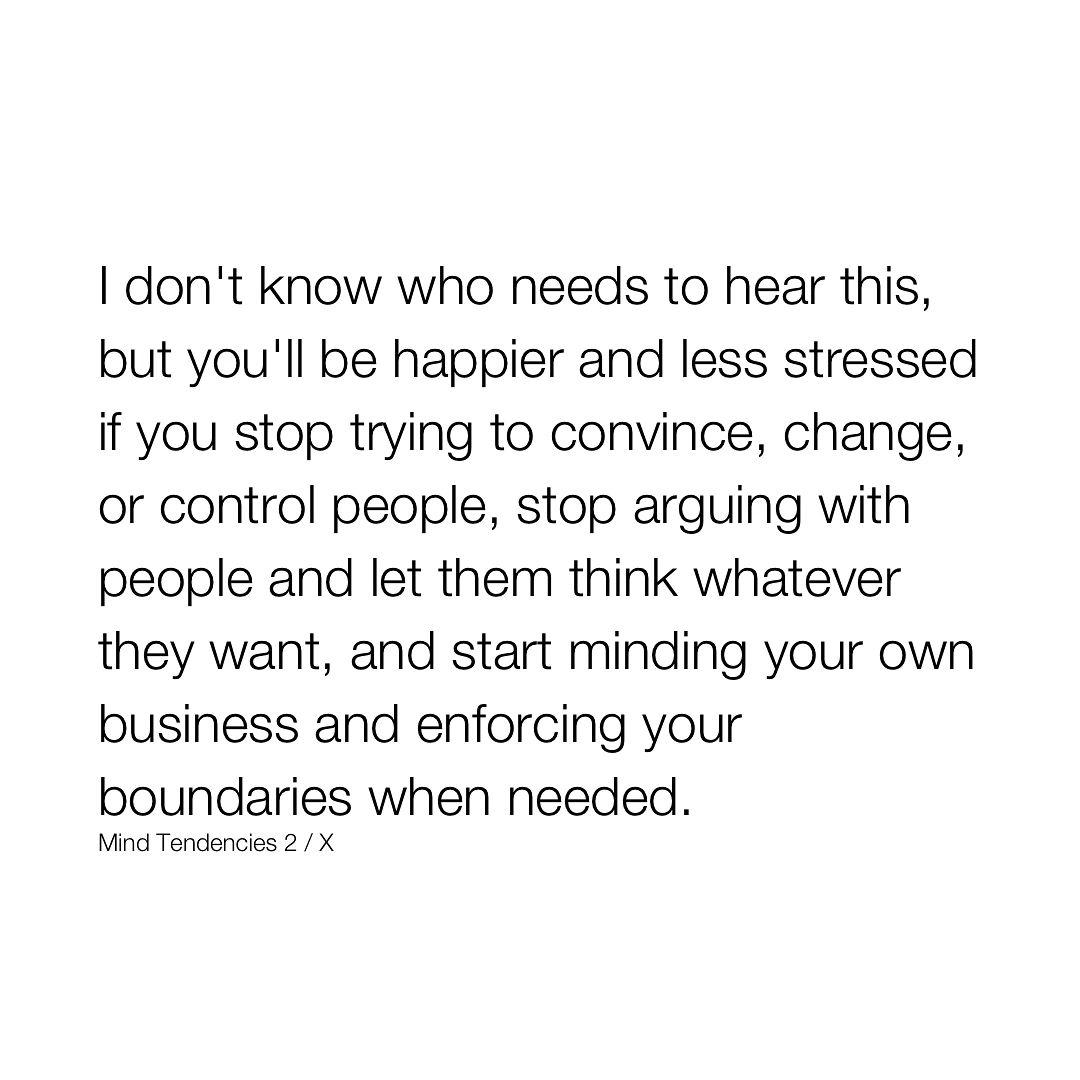 I don't know who needs to hear this,
but you'll be happier and less stressed
if you stop trying to convince, change,
or control people, stop arguing with
people and let them think whatever
they want, and start minding your own
business and enforcing your
boundaries when needed.
Mind Tendencies 2 / X